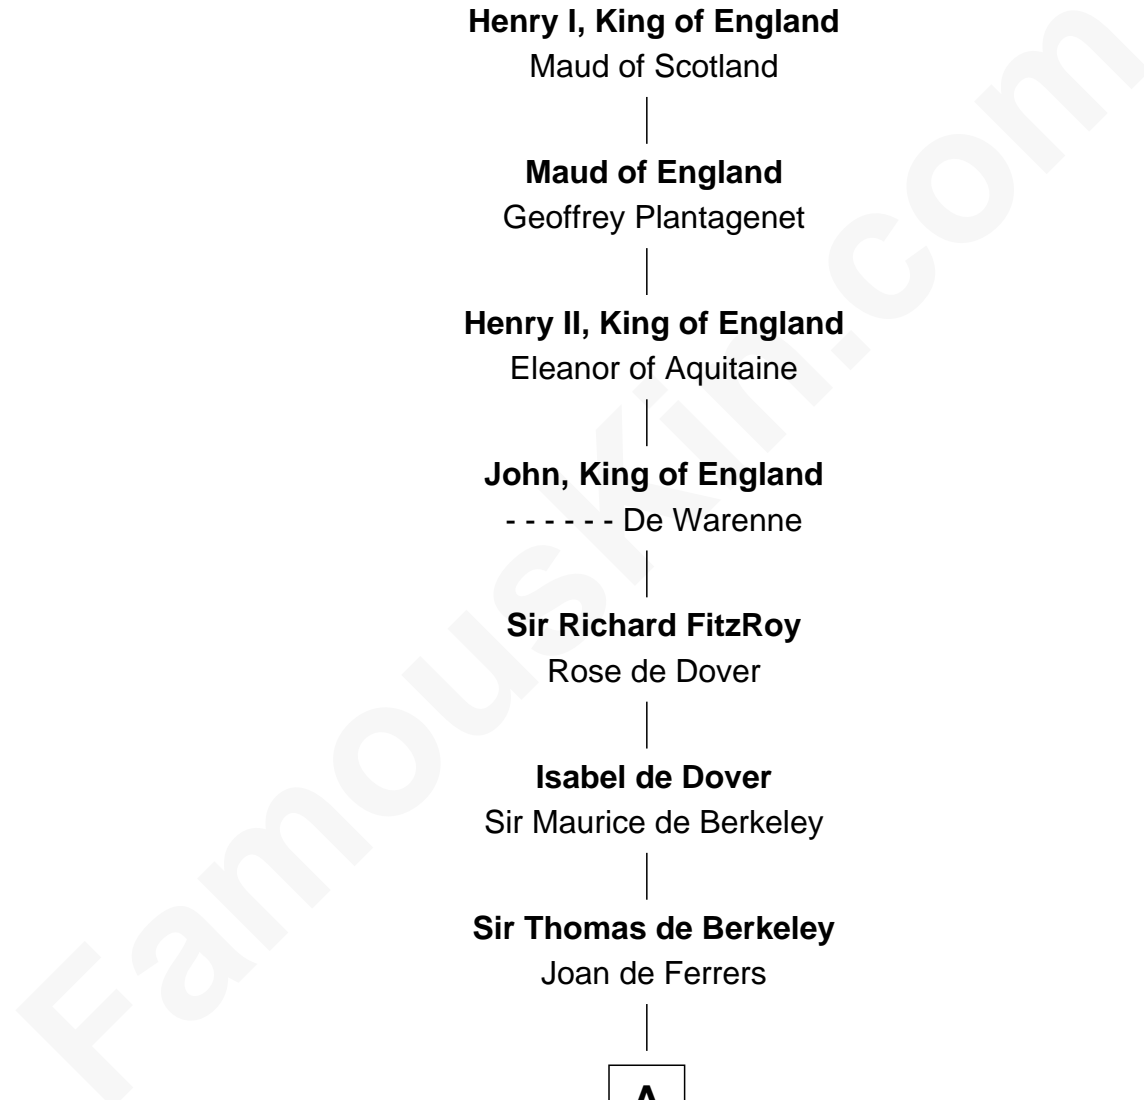 Henry I, King of England
Maud of Scotland
Maud of England
Geoffrey Plantagenet
Henry II, King of England
Eleanor of Aquitaine
John, King of England
- - - - - - De Warenne
Sir Richard FitzRoy
Rose de Dover
Isabel de Dover
Sir Maurice de Berkeley
Sir Thomas de Berkeley
Joan de Ferrers
A
FamousKin.com